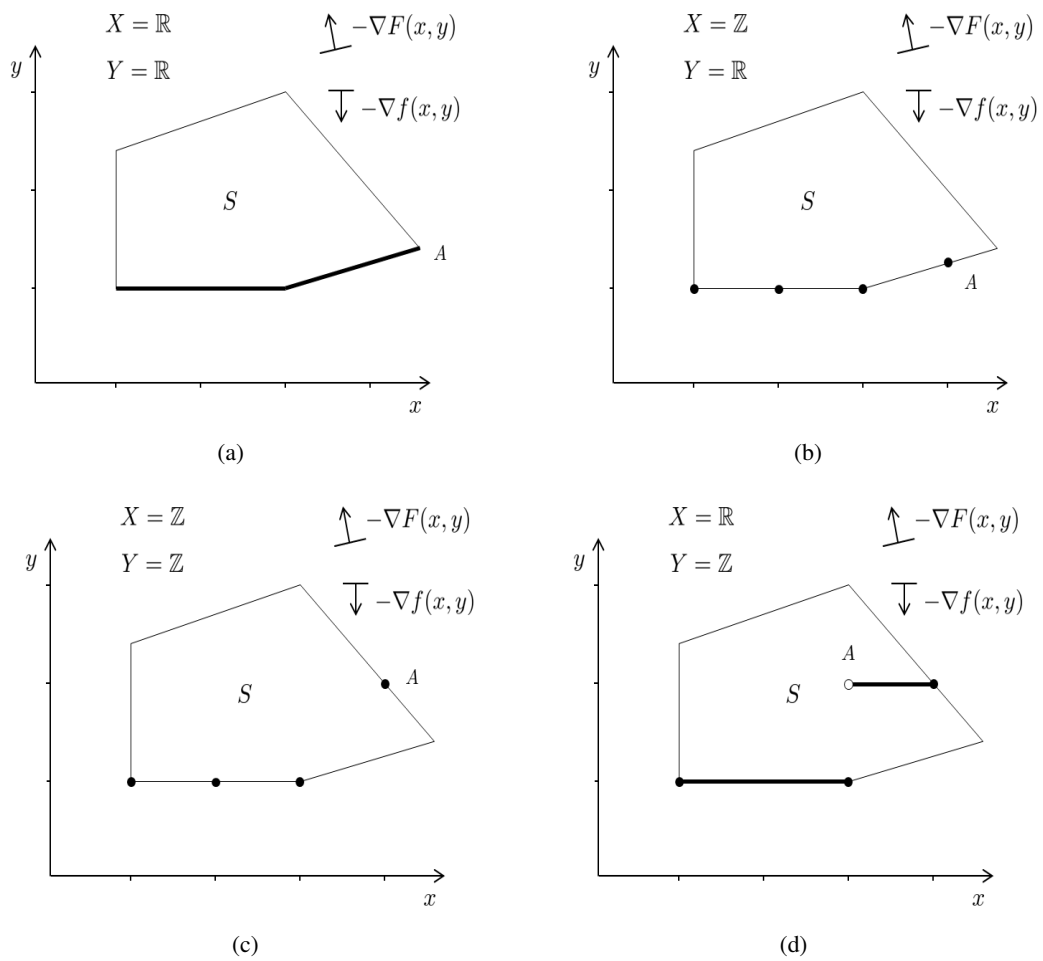 X = ℝ
Y = ℝ
−∇F(x, y)
−∇f(x, y)
y
S
A
x
(a)
X = ℤ
Y = ℝ
−∇F(x, y)
−∇f(x, y)
y
S
A
x
(b)
X = ℤ
Y = ℤ
−∇F(x, y)
−∇f(x, y)
y
S
A
x
(c)
X = ℝ
Y = ℤ
−∇F(x, y)
−∇f(x, y)
y
A
S
x
(d)